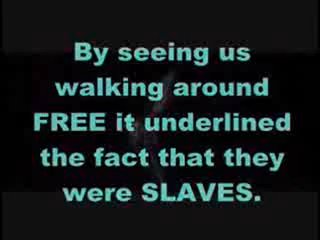 By seeing us
walking around
FREE it underlined
the fact that they
were SLAVES.